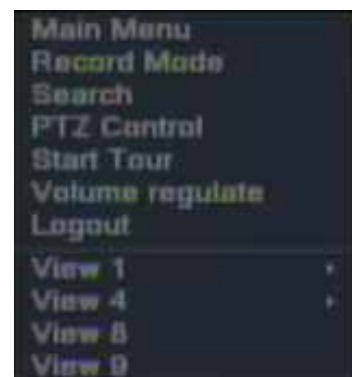 Main Menu
Record Mode
Search
PTZ Control
Start Tour
Volume regulate
Logout
View 1
View 4
View 8
View 9